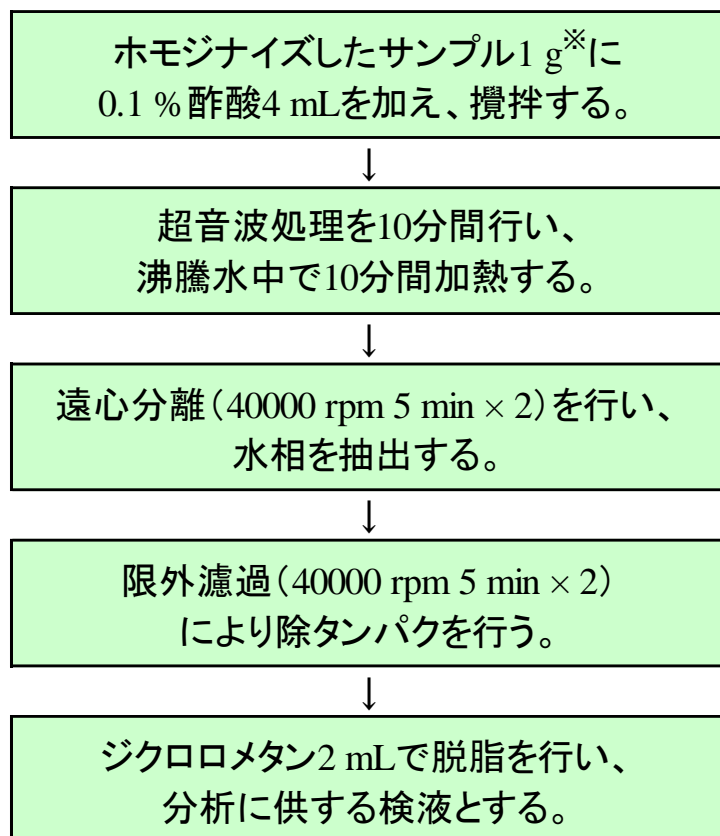 ホモジナイズしたサンプル1 g※に
0.1 %酢酸4 mLを加え、攪拌する。
↓
超音波処理を10分間行い、
沸騰水中で10分間加熱する。
↓
遠心分離(40000 rpm 5 min × 2)を行い、
水相を抽出する。
↓
限外濾過(40000 rpm 5 min × 2)
により除タンパクを行う。
↓
ジクロロメタン2 mLで脱脂を行い、
分析に供する検液とする。